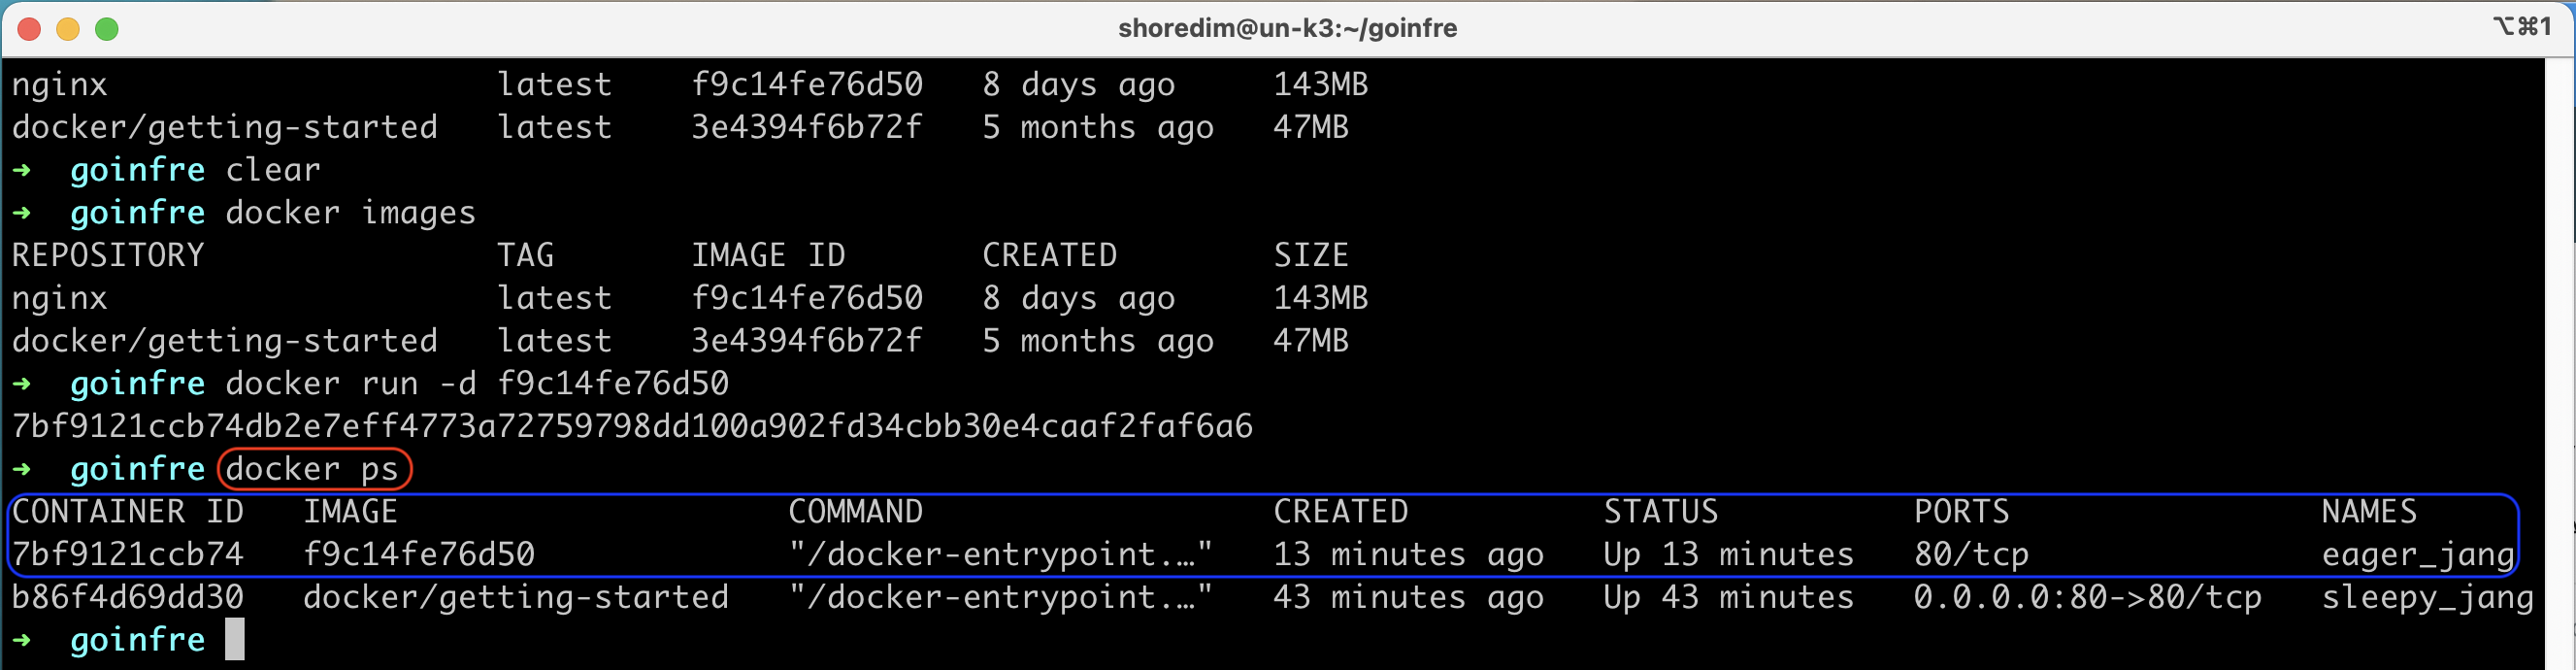 shoredim@un-k3:~/goinfre ⌥⌘1
nginx latest f9c14fe76d50 8 days ago 143MB
docker/getting-started latest 3e4394f6b72f 5 months ago 47MB
➜ goinfre clear
➜ goinfre docker images
REPOSITORY TAG IMAGE ID CREATED SIZE
nginx latest f9c14fe76d50 8 days ago 143MB
docker/getting-started latest 3e4394f6b72f 5 months ago 47MB
➜ goinfre docker run -d f9c14fe76d50
7bf9121ccb74db2e7eff4773a72759798dd100a902fd34cbb30e4caaf2faf6a6
➜ goinfre docker ps
CONTAINER ID IMAGE COMMAND CREATED STATUS PORTS NAMES
7bf9121ccb74 f9c14fe76d50 "/docker-entrypoint.…" 13 minutes ago Up 13 minutes 80/tcp eager_jang
b86f4d69dd30 docker/getting-started "/docker-entrypoint.…" 43 minutes ago Up 43 minutes 0.0.0.0:80->80/tcp sleepy_jang
➜ goinfre